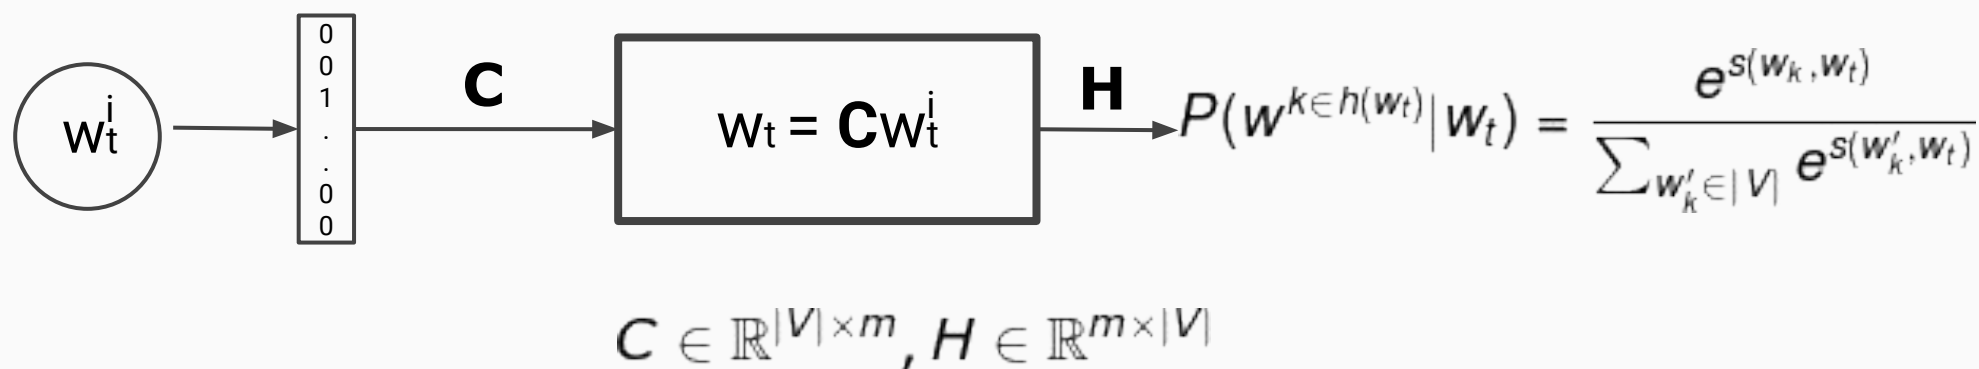 w_t^i
0
0
1
.
.
0
0
C
w_t = Cw_t^i
H
P(w^{k∈h(w_t)}|w_t) = e^{s(w_k,w_t)} / ∑_{w'_k∈|V|} e^{s(w'_k,w_t)}
C ∈ ℝ^{|V|×m}, H ∈ ℝ^{m×|V|}